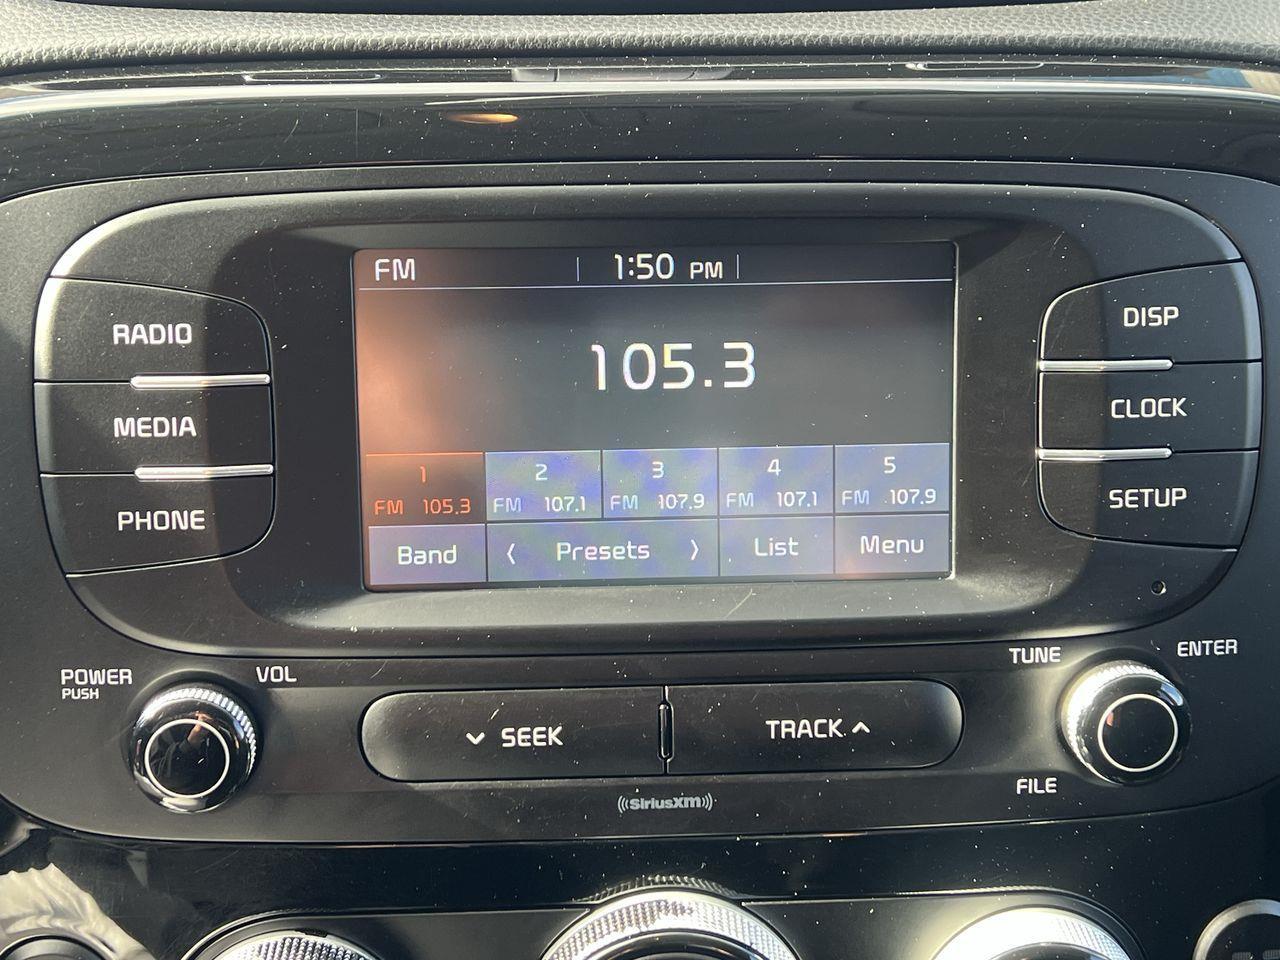 FM 1:50 PM
105.3
1 2 3 4 5
FM 105.3 FM 107.1 FM 107.9 FM 107.1 FM 107.9
Band < Presets > List Menu
RADIO
MEDIA
PHONE
DISP
CLOCK
SETUP
POWER
PUSH
VOL
SEEK
TRACK
TUNE
ENTER
FILE
((SiriusXM))